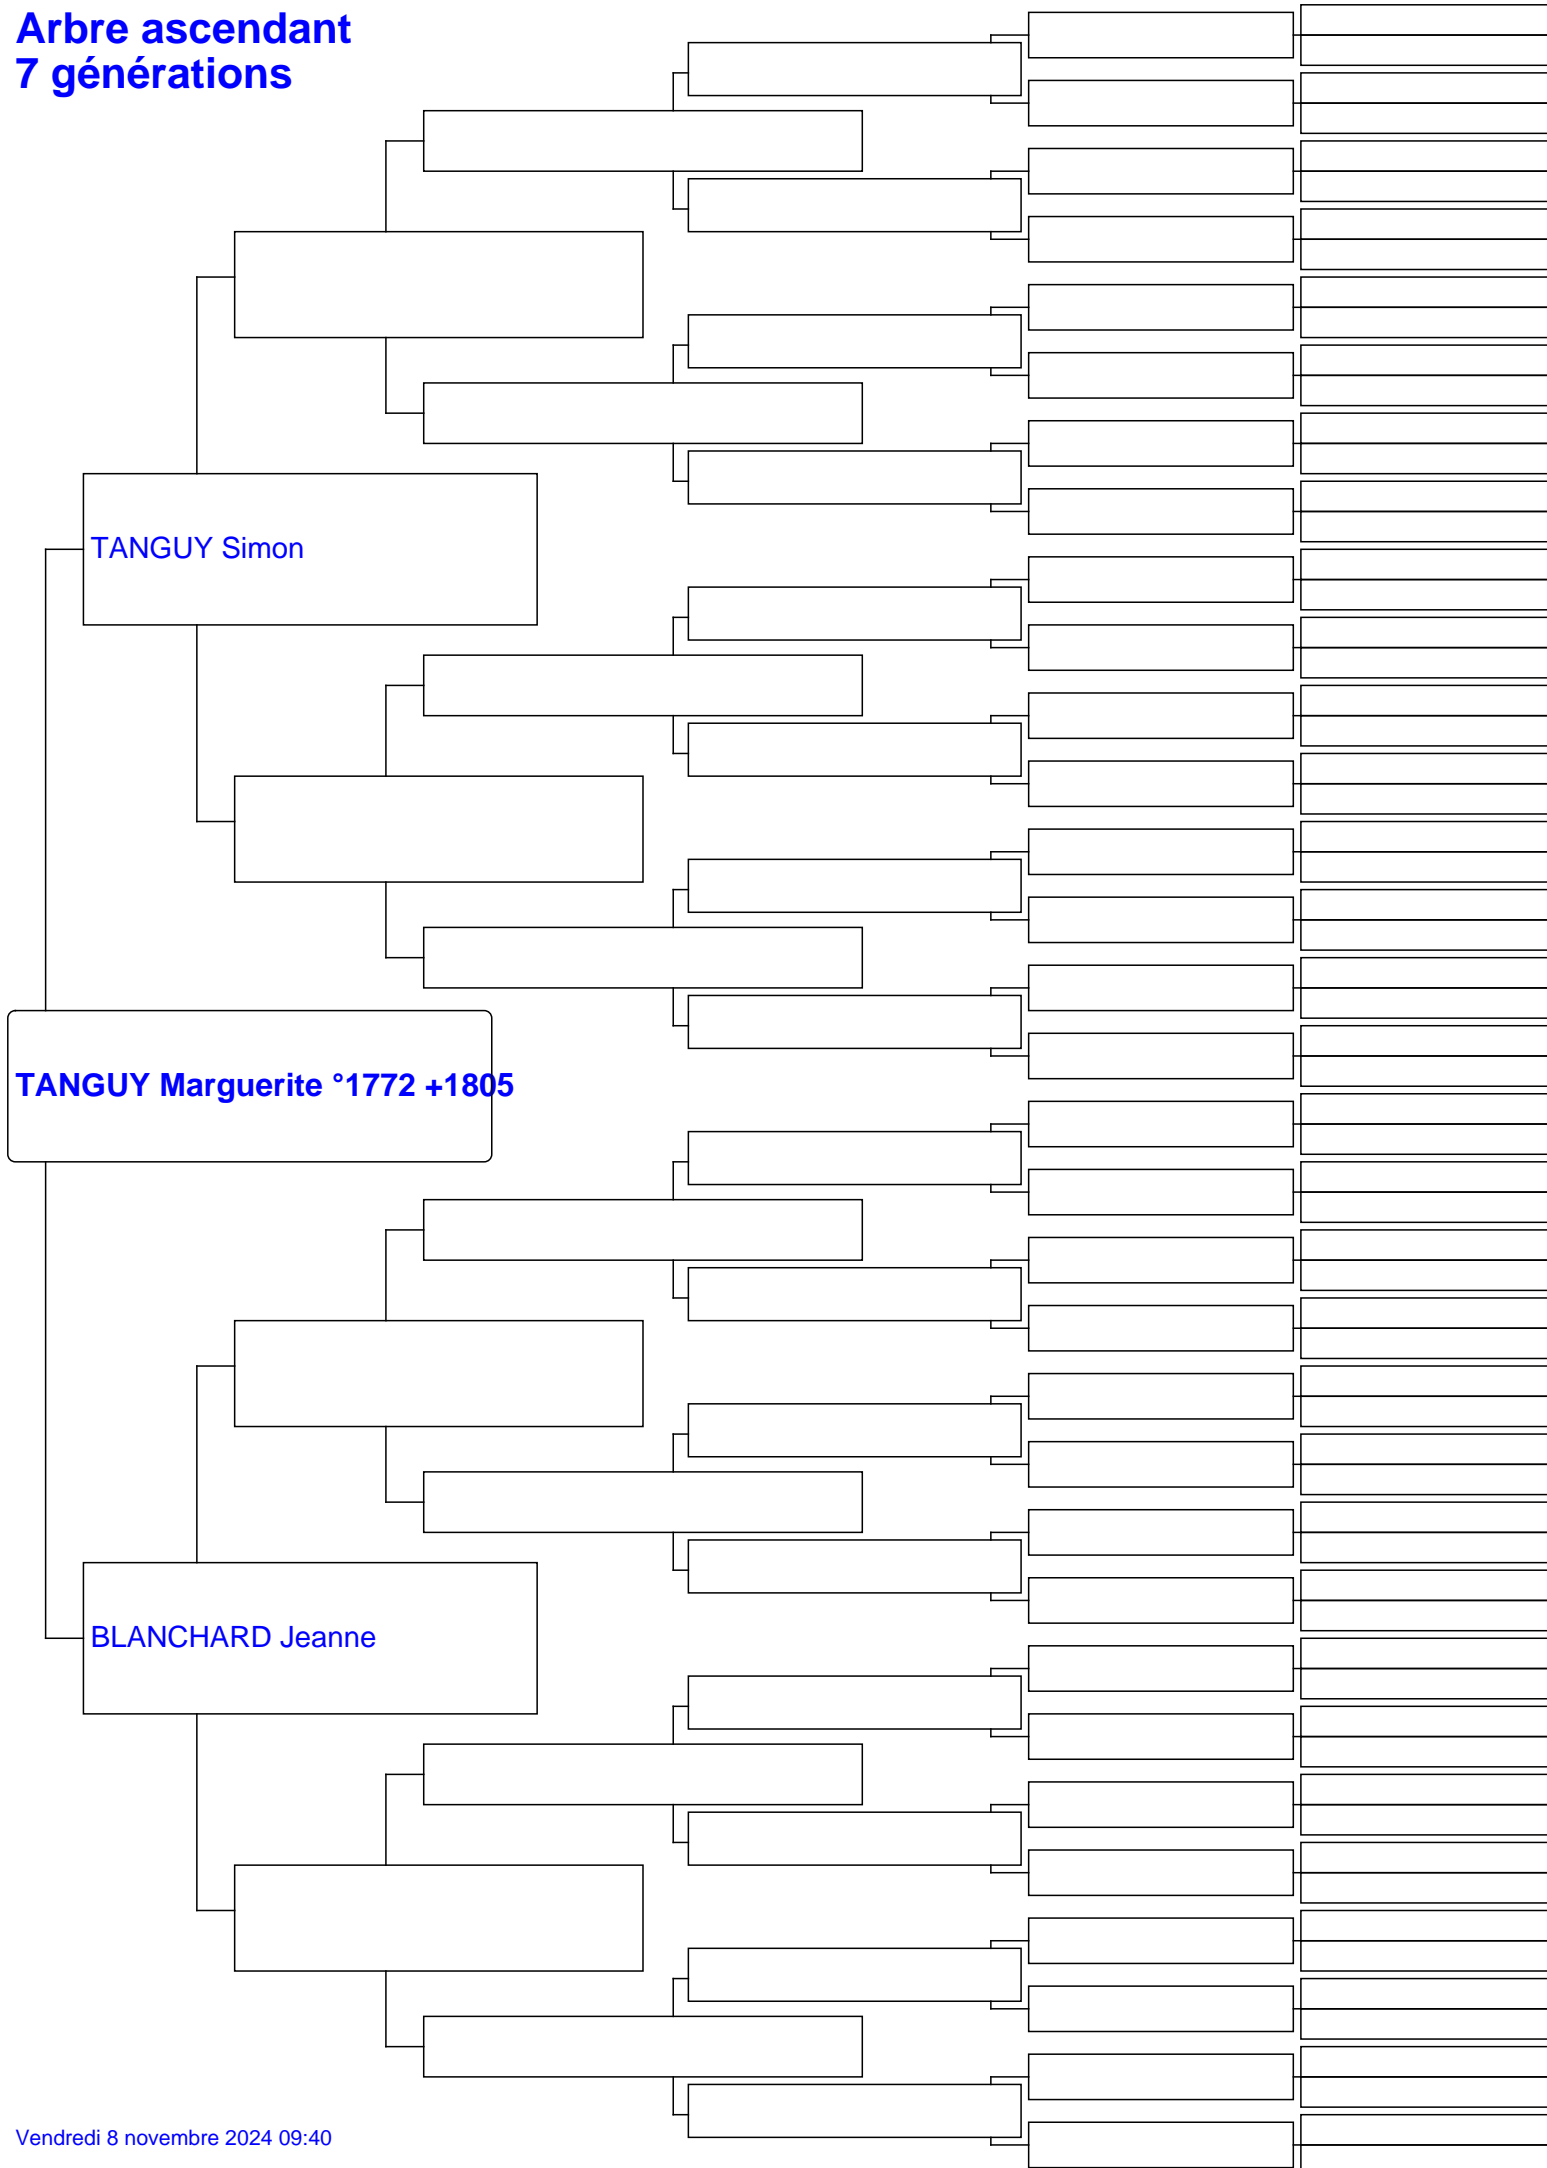 Arbre ascendant
7 générations
TANGUY Simon
TANGUY Marguerite °1772 +1805
BLANCHARD Jeanne
Vendredi 8 novembre 2024 09:40